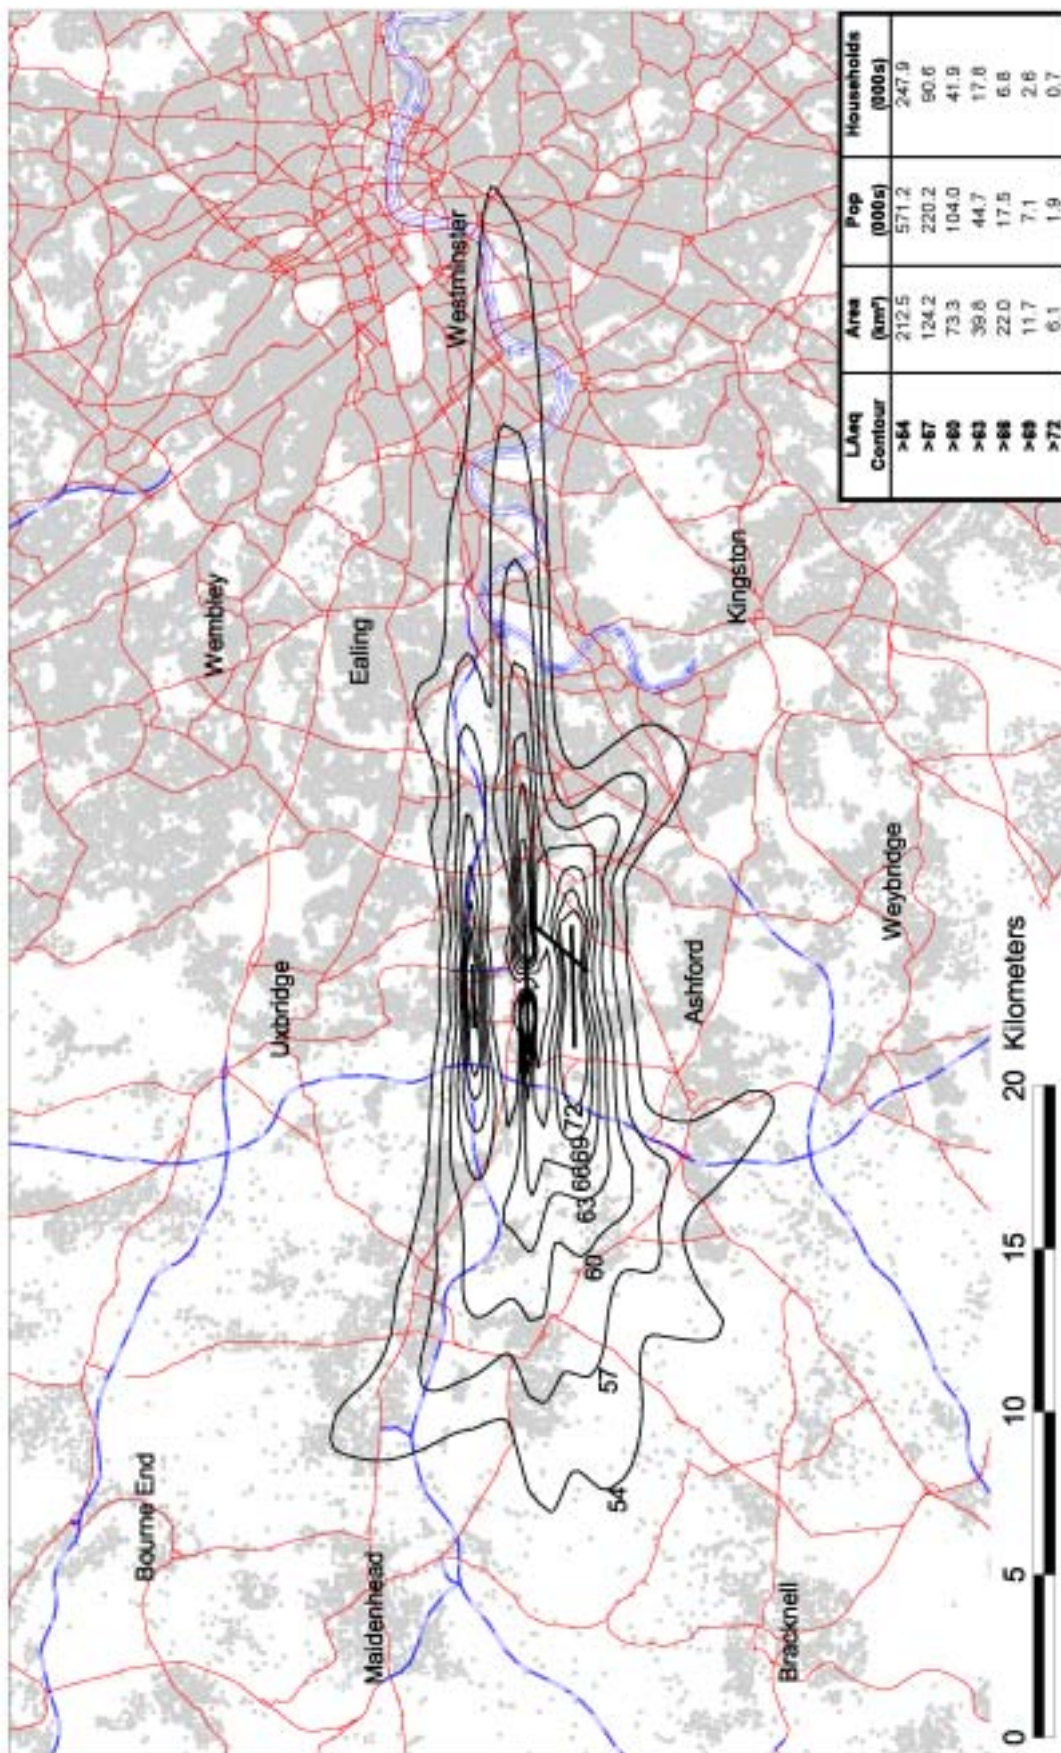 Bourne End
Uxbridge
Wembley
Maidenhead
Ealing
Westminster
Bracknell
Ashford
Kingston
Weybridge
54
57
60
63
66
69
72
0 5 10 15 20 Kilometers
LAeq Contour Area (km²) Pop (000s) Households (000s)
>54 212.5 571.2 247.9
>57 124.2 220.2 90.6
>60 73.3 104.0 41.9
>63 39.8 44.7 17.8
>66 22.0 17.5 6.8
>69 11.7 7.1 2.6
>72 6.1 1.9 0.7